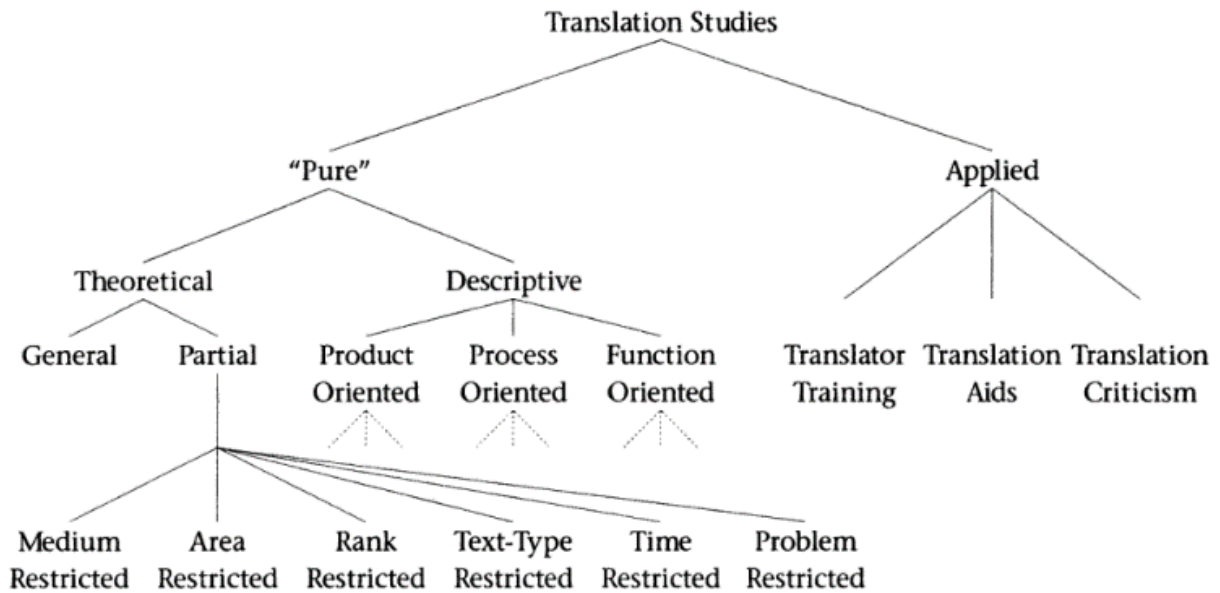 Translation Studies
“Pure” Applied
Theoretical Descriptive
General Partial Product Process Function Translator Translation Translation
Oriented Oriented Oriented Training Aids Criticism
Medium Area Rank Text-Type Time Problem
Restricted Restricted Restricted Restricted Restricted Restricted